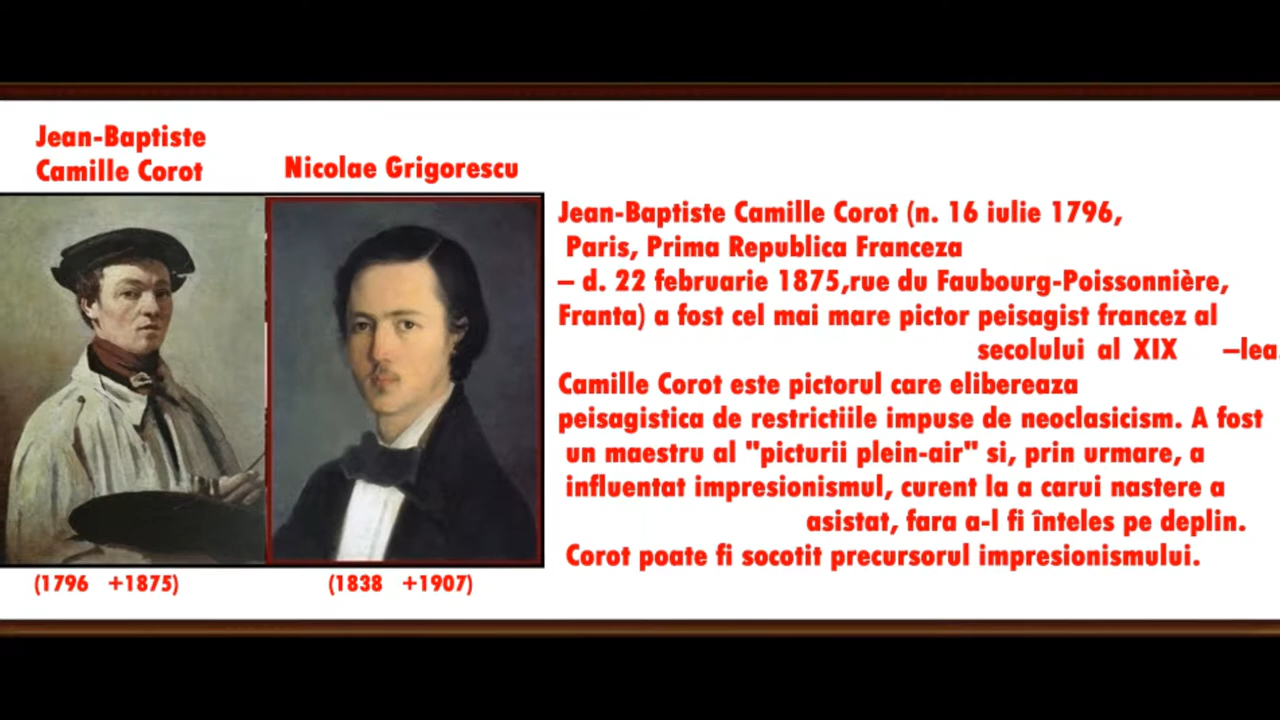 Jean-Baptiste
Camille Corot
Nicolae Grigorescu
Jean-Baptiste Camille Corot (n. 16 iulie 1796,
Paris, Prima Republica Franceza
– d. 22 februarie 1875,rue du Faubourg-Poissonnière,
Franta) a fost cel mai mare pictor peisagist francez al
secolului al XIX –lea.
Camille Corot este pictorul care elibereaza
peisagistica de restrictiile impuse de neoclasicism. A fost
un maestru al "picturii plein-air" si, prin urmare, a
influentat impresionismul, curent la a carui nastere a
asistat, fara a-l fi înteles pe deplin.
Corot poate fi socotit precursorul impresionismului.
(1796 +1875)
(1838 +1907)